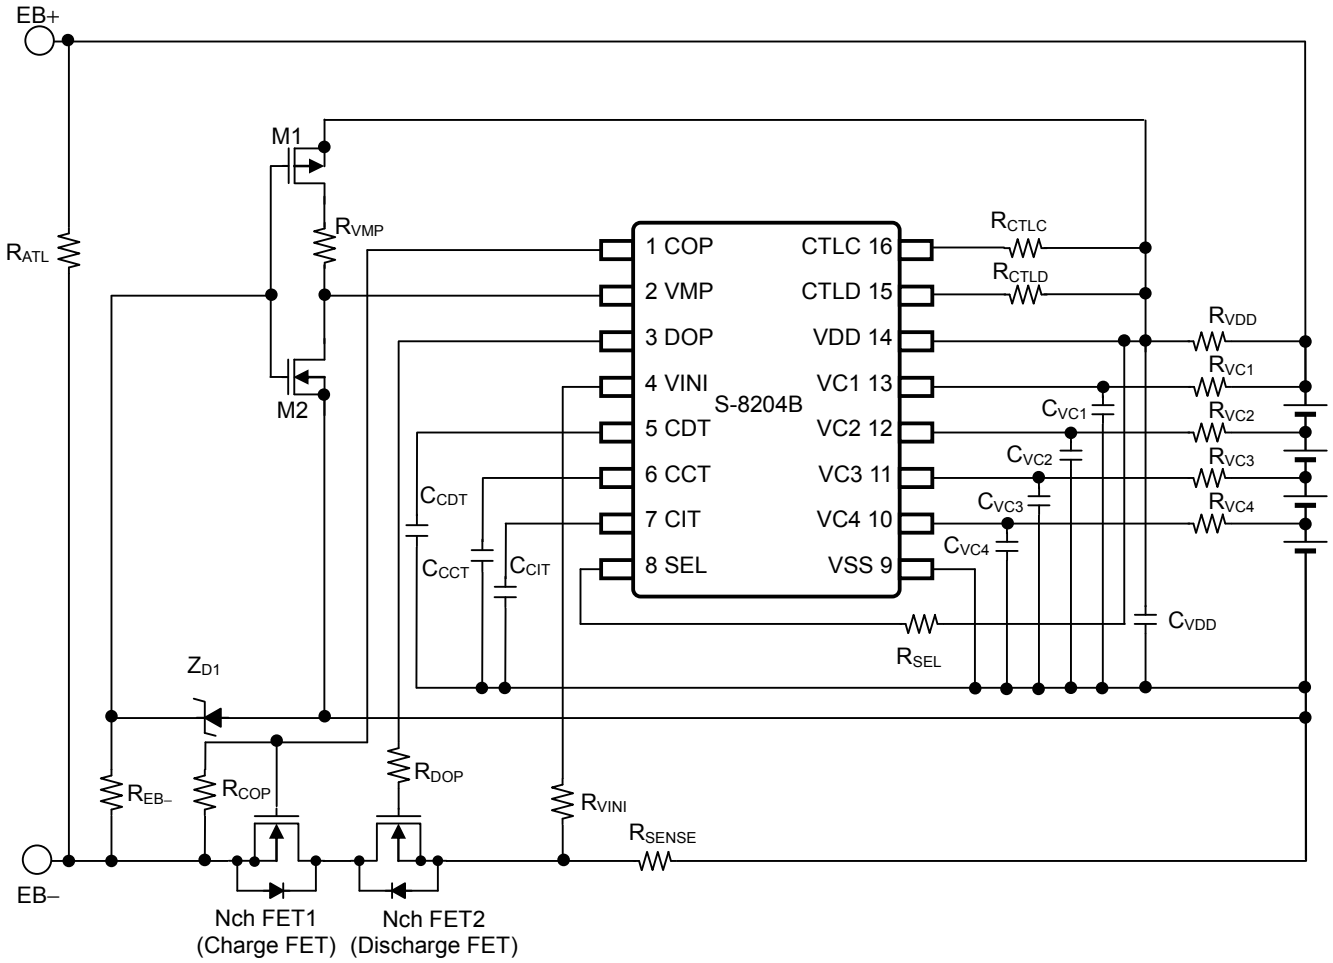 EB+
M1
RVMP
RATL
M2
1 COP
2 VMP
3 DOP
4 VINI
5 CDT
6 CCT
7 CIT
8 SEL
S-8204B
CTLC 16
CTLD 15
VDD 14
VC1 13
VC2 12
VC3 11
VC4 10
VSS 9
RCTLC
RCTLD
RVDD
RVC1
RVC2
RVC3
RVC4
CVC1
CVC2
CVC3
CVC4
CVDD
RSEL
CCDT
CCCT
CCIT
ZD1
REB−
RCOP
RDOP
RVINI
RSENSE
EB−
Nch FET1
(Charge FET)
Nch FET2
(Discharge FET)